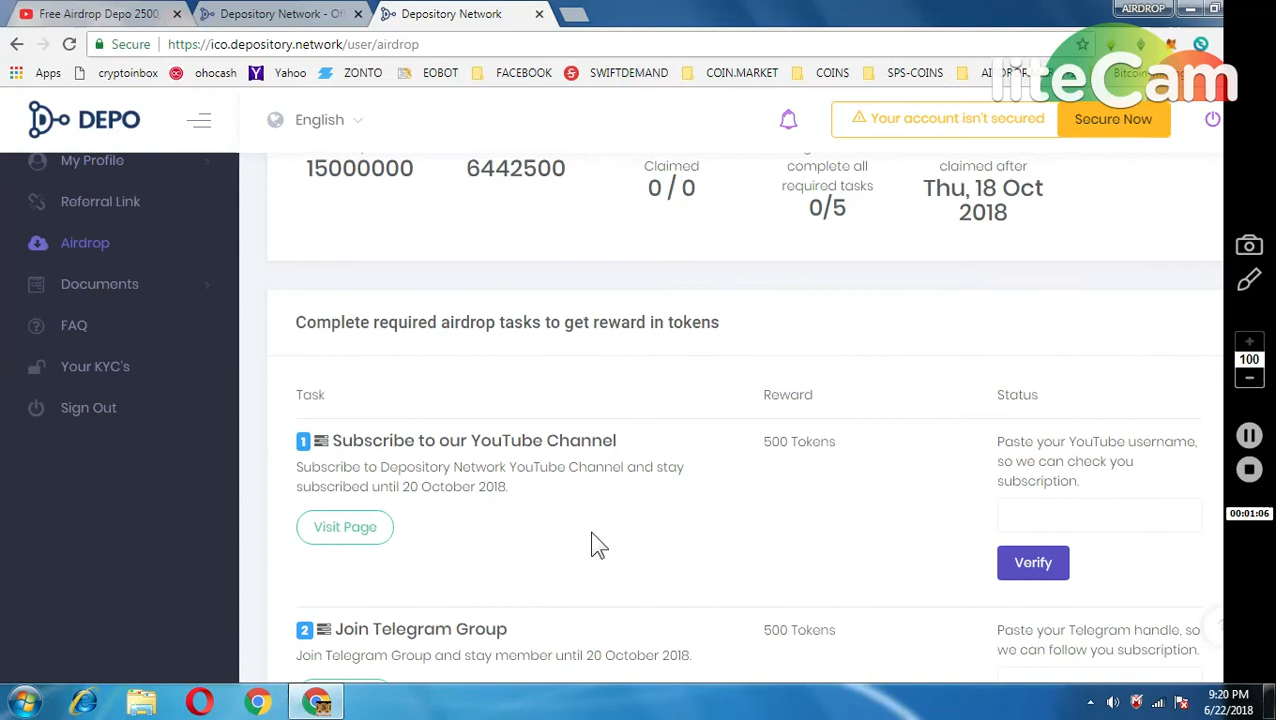 Free Airdrop Depo 2500
Depository Network - Of
Depository Network
AIRDROP
Secure
https://ico.depository.network/user/airdrop
Apps
cryptoinbox
ohocash
Yahoo
ZONTO
EOBOT
FACEBOOK
SWIFTDEMAND
COIN.MARKET
COINS
SPS-COINS
liteCam
DEPO
English
Your account isn't secured
Secure Now
My Profile
Referral Link
Airdrop
Documents
FAQ
Your KYC's
Sign Out
15000000
6442500
Claimed
0 / 0
complete all
required tasks
0/5
claimed after
Thu, 18 Oct
2018
Complete required airdrop tasks to get reward in tokens
Task
Reward
Status
1 Subscribe to our YouTube Channel
500 Tokens
Subscribe to Depository Network YouTube Channel and stay
subscribed until 20 October 2018.
Visit Page
Paste your YouTube username,
so we can check you
subscription.
Verify
2 Join Telegram Group
500 Tokens
Join Telegram Group and stay member until 20 October 2018.
Paste your Telegram handle, so
we can follow you subscription.
100
00:01:06
9:20 PM
6/22/2018